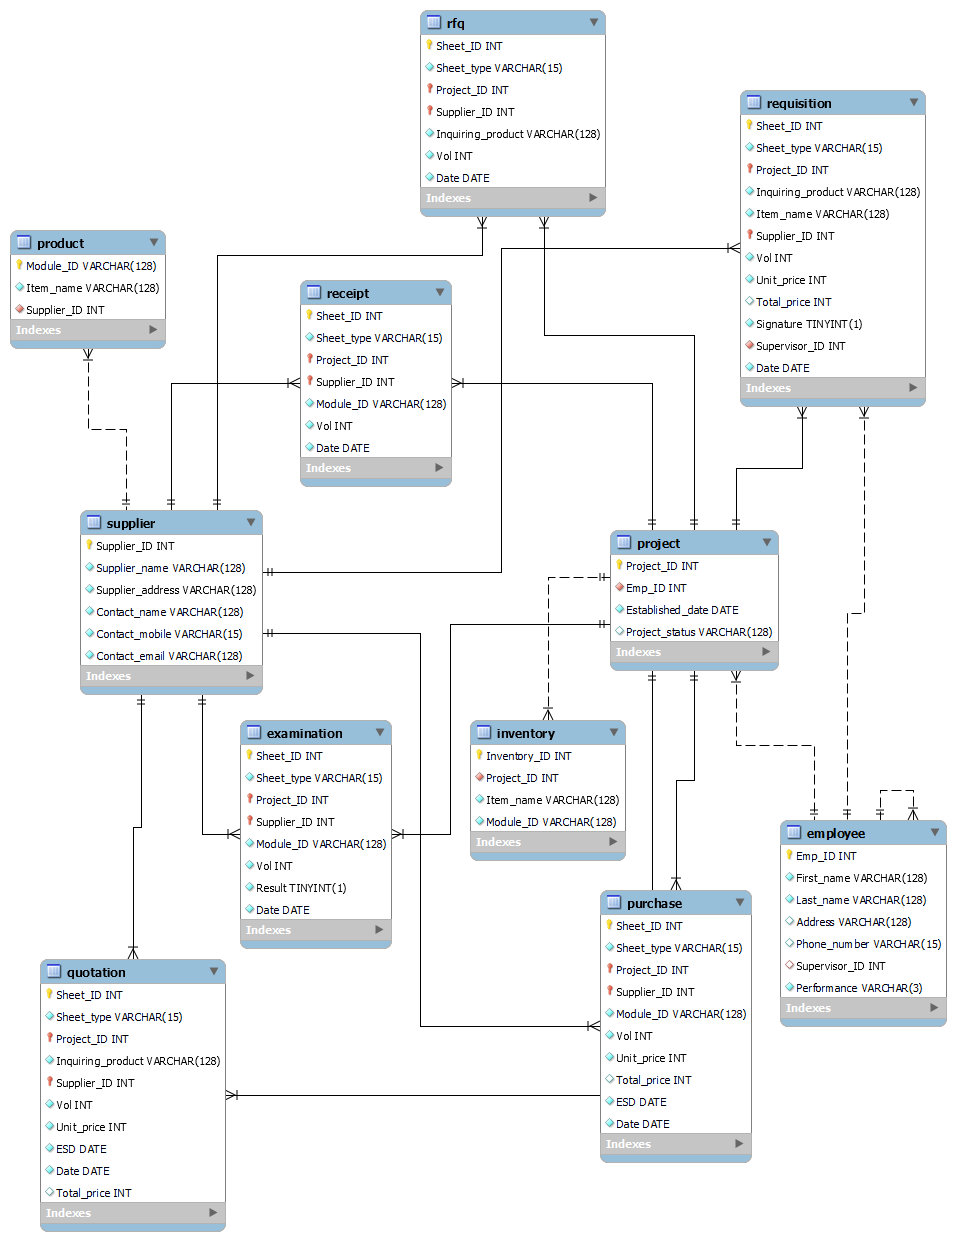 rfq
Sheet_ID INT
Sheet_type VARCHAR(15)
Project_ID INT
Supplier_ID INT
Inquiring_product VARCHAR(128)
Vol INT
Date DATE
Indexes
requisition
Sheet_ID INT
Sheet_type VARCHAR(15)
Project_ID INT
Inquiring_product VARCHAR(128)
Item_name VARCHAR(128)
Supplier_ID INT
Vol INT
Unit_price INT
Total_price INT
Signature TINYINT(1)
Supervisor_ID INT
Date DATE
Indexes
product
Module_ID VARCHAR(128)
Item_name VARCHAR(128)
Supplier_ID INT
Indexes
receipt
Sheet_ID INT
Sheet_type VARCHAR(15)
Project_ID INT
Supplier_ID INT
Module_ID VARCHAR(128)
Vol INT
Date DATE
Indexes
supplier
Supplier_ID INT
Supplier_name VARCHAR(128)
Supplier_address VARCHAR(128)
Contact_name VARCHAR(128)
Contact_mobile VARCHAR(15)
Contact_email VARCHAR(128)
Indexes
project
Project_ID INT
Emp_ID INT
Established_date DATE
Project_status VARCHAR(128)
Indexes
examination
Sheet_ID INT
Sheet_type VARCHAR(15)
Project_ID INT
Supplier_ID INT
Module_ID VARCHAR(128)
Vol INT
Result TINYINT(1)
Date DATE
Indexes
inventory
Inventory_ID INT
Project_ID INT
Item_name VARCHAR(128)
Module_ID VARCHAR(128)
Indexes
employee
Emp_ID INT
First_name VARCHAR(128)
Last_name VARCHAR(128)
Address VARCHAR(128)
Phone_number VARCHAR(15)
Supervisor_ID INT
Performance VARCHAR(3)
Indexes
purchase
Sheet_ID INT
Sheet_type VARCHAR(15)
Project_ID INT
Supplier_ID INT
Module_ID VARCHAR(128)
Vol INT
Unit_price INT
Total_price INT
ESD DATE
Date DATE
Indexes
quotation
Sheet_ID INT
Sheet_type VARCHAR(15)
Project_ID INT
Inquiring_product VARCHAR(128)
Supplier_ID INT
Vol INT
Unit_price INT
ESD DATE
Date DATE
Total_price INT
Indexes